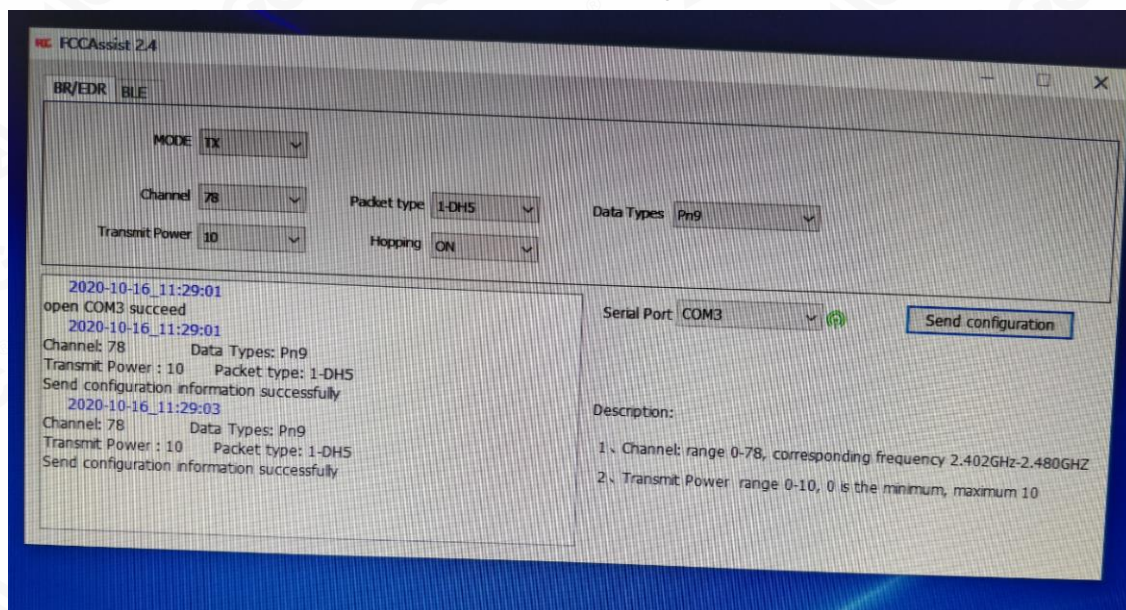 FCC FCCAssist 2.4
BR/EDR BLE
MODE TX
Channel 78 Packet type 1-DH5 Data Types Pn9
Transmit Power 10 Hopping ON
2020-10-16_11:29:01
open COM3 succeed
2020-10-16_11:29:01
Channel: 78 Data Types: Pn9
Transmit Power : 10 Packet type: 1-DH5
Send configuration information successfully
2020-10-16_11:29:03
Channel: 78 Data Types: Pn9
Transmit Power : 10 Packet type: 1-DH5
Send configuration information successfully
Serial Port COM3 Send configuration
Description:
1、Channel: range 0-78, corresponding frequency 2.402GHz-2.480GHZ
2、Transmit Power range 0-10, 0 is the minimum, maximum 10